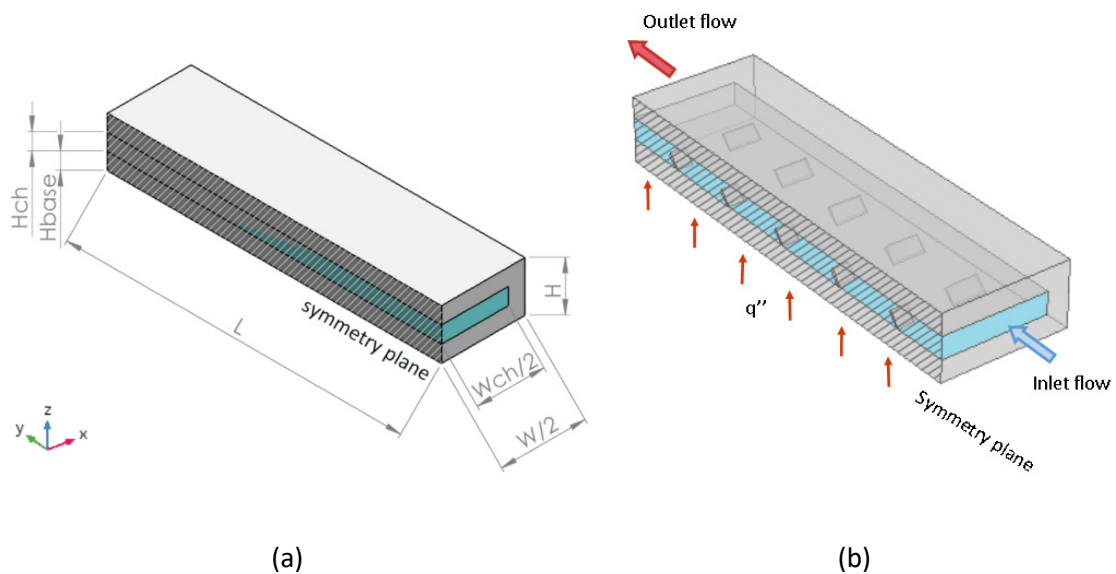 Hch
Hbase
L
symmetry plane
H
Wch/2
W/2
z
y
x
(a)
Outlet flow
q’’
Inlet flow
Symmetry plane
(b)